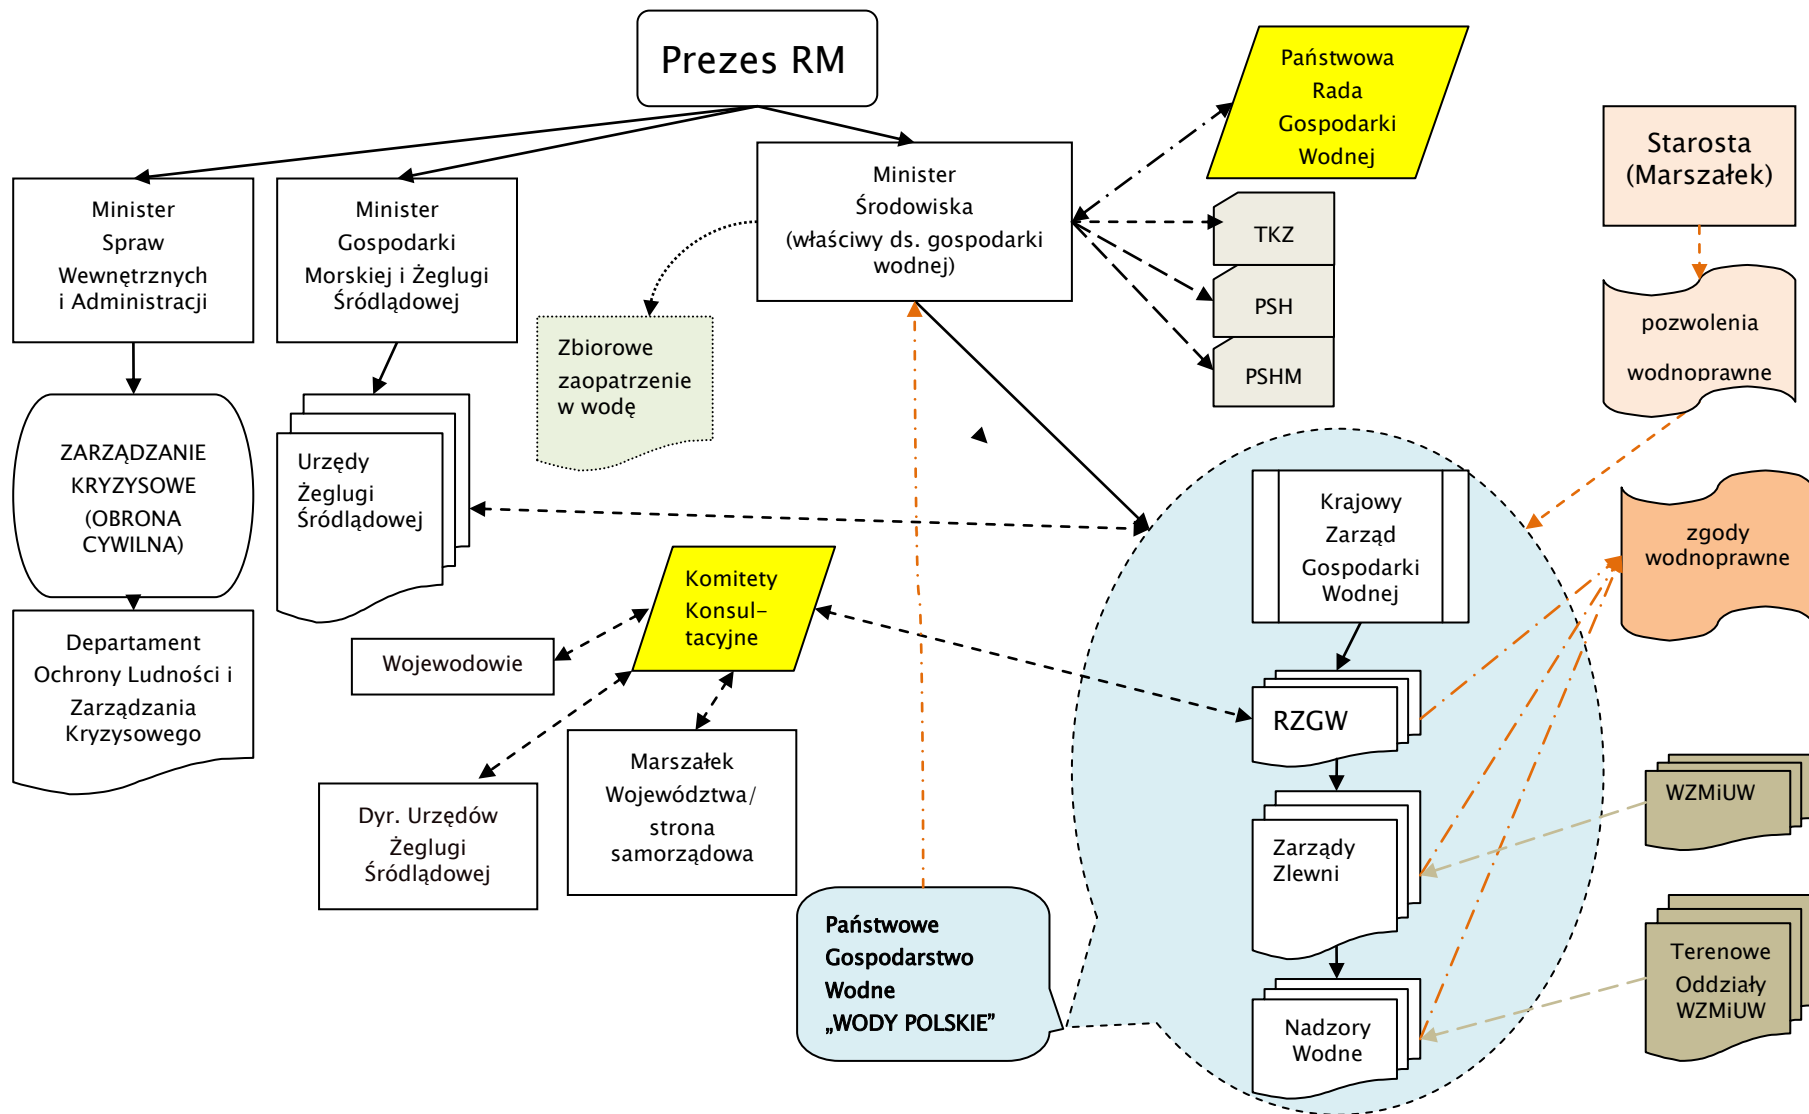 Prezes RM
Państwowa
Rada
Gospodarki
Wodnej
Starosta
(Marszałek)
Minister
Spraw
Wewnętrznych
i Administracji
Minister
Gospodarki
Morskiej i Żeglugi
Śródlądowej
Minister
Środowiska
(właściwy ds. gospodarki
wodnej)
TKZ
PSH
PSHM
pozwolenia
wodnoprawne
Zbiorowe
zaopatrzenie
w wodę
ZARZĄDZANIE
KRYZYSOWE
(OBRONA
CYWILNA)
Urzędy
Żeglugi
Śródlądowej
Krajowy
Zarząd
Gospodarki
Wodnej
zgody
wodnoprawne
Komitety
Konsul–
tacyjne
Departament
Ochrony Ludności i
Zarządzania
Kryzysowego
Wojewodowie
RZGW
Marszałek
Województwa/
strona
samorządowa
Dyr. Urzędów
Żeglugi
Śródlądowej
WZMiUW
Zarządy
Zlewni
Państwowe
Gospodarstwo
Wodne
„WODY POLSKIE”
Terenowe
Oddziały
WZMiUW
Nadzory
Wodne